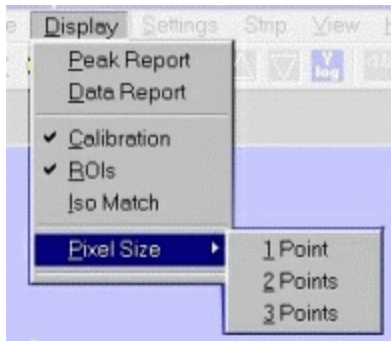 Display Settings Strip View
Peak Report
Y log
Data Report
Calibration
ROIs
Iso Match
Pixel Size
1 Point
2 Points
3 Points